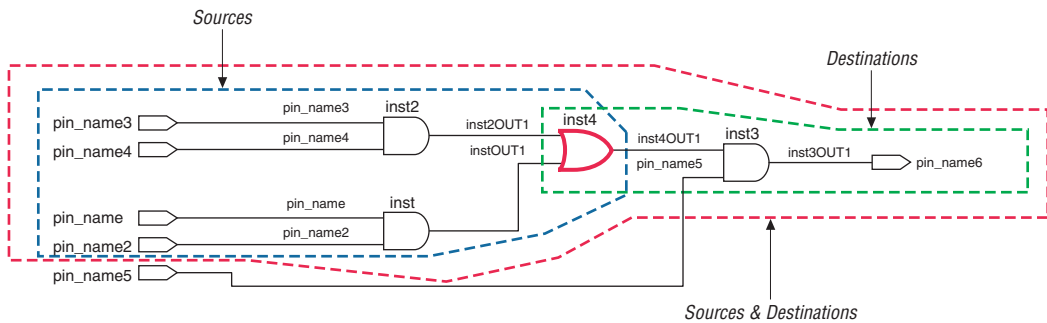 Sources
Destinations
pin_name3 pin_name3 inst2
pin_name4 pin_name4 inst2OUT1 inst4
instOUT1 inst4OUT1 inst3
pin_name5 inst3OUT1 pin_name6
pin_name pin_name inst
pin_name2 pin_name2
pin_name5
Sources & Destinations